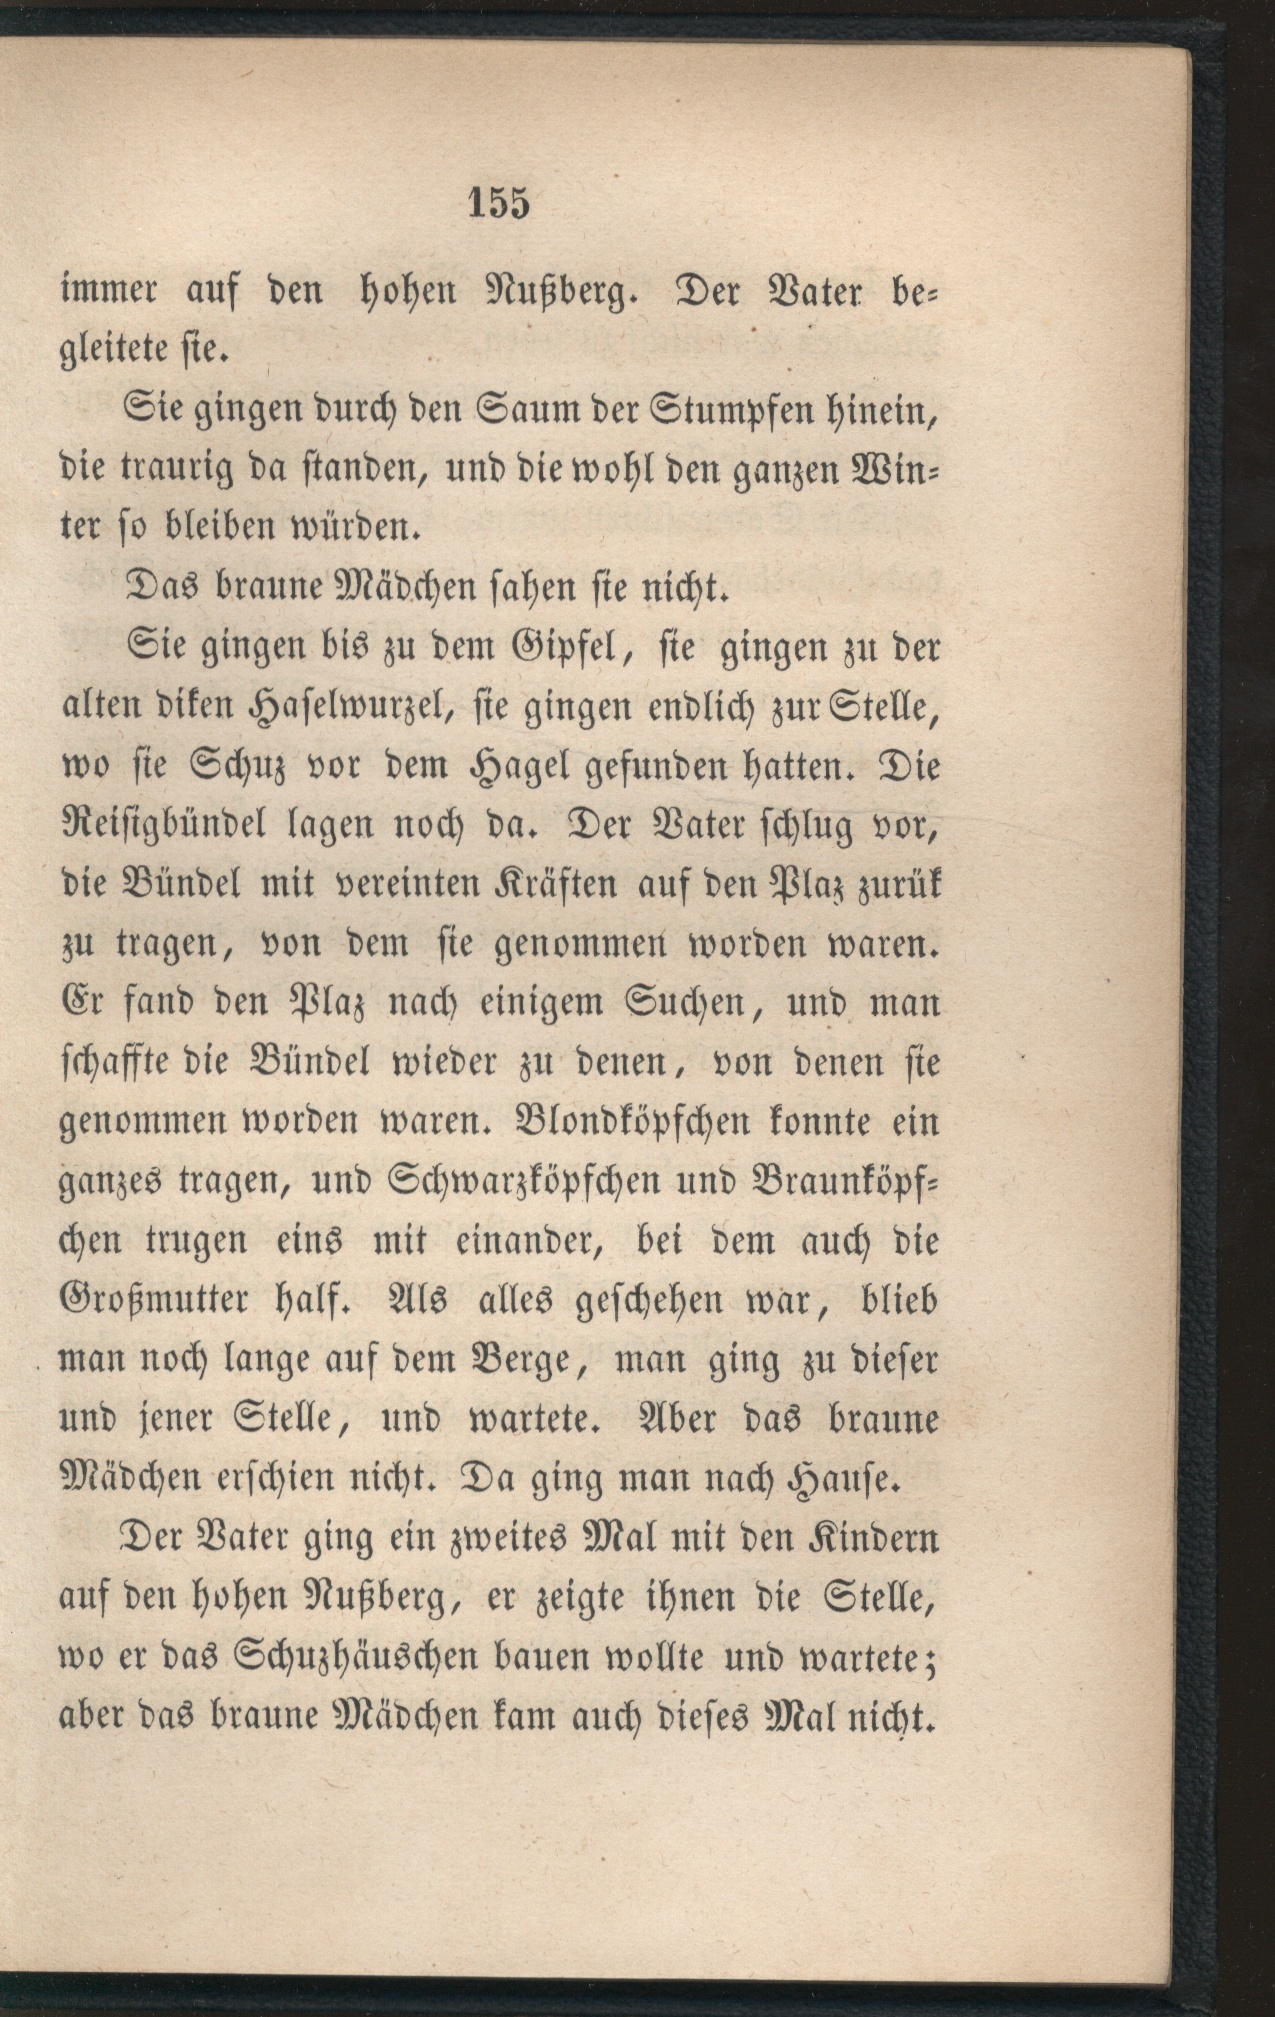 155
immer auf den hohen Nußberg. Der Vater be-
gleitete sie.
Sie gingen durch den Saum der Stumpfen hinein,
die traurig da standen, und die wohl den ganzen Win-
ter so bleiben würden.
Das braune Mädchen sahen sie nicht.
Sie gingen bis zu dem Gipfel, sie gingen zu der
alten diken Haselwurzel, sie gingen endlich zur Stelle,
wo sie Schuz vor dem Hagel gefunden hatten. Die
Reisigbündel lagen noch da. Der Vater schlug vor,
die Bündel mit vereinten Kräften auf den Plaz zurük
zu tragen, von dem sie genommen worden waren.
Er fand den Plaz nach einigem Suchen, und man
schaffte die Bündel wieder zu denen, von denen sie
genommen worden waren. Blondköpfchen konnte ein
ganzes tragen, und Schwarzköpfchen und Braunköpf-
chen trugen eins mit einander, bei dem auch die
Großmutter half. Als alles geschehen war, blieb
man noch lange auf dem Berge, man ging zu dieser
und jener Stelle, und wartete. Aber das braune
Mädchen erschien nicht. Da ging man nach Hause.
Der Vater ging ein zweites Mal mit den Kindern
auf den hohen Nußberg, er zeigte ihnen die Stelle,
wo er das Schuzhäuschen bauen wollte und wartete;
aber das braune Mädchen kam auch dieses Mal nicht.